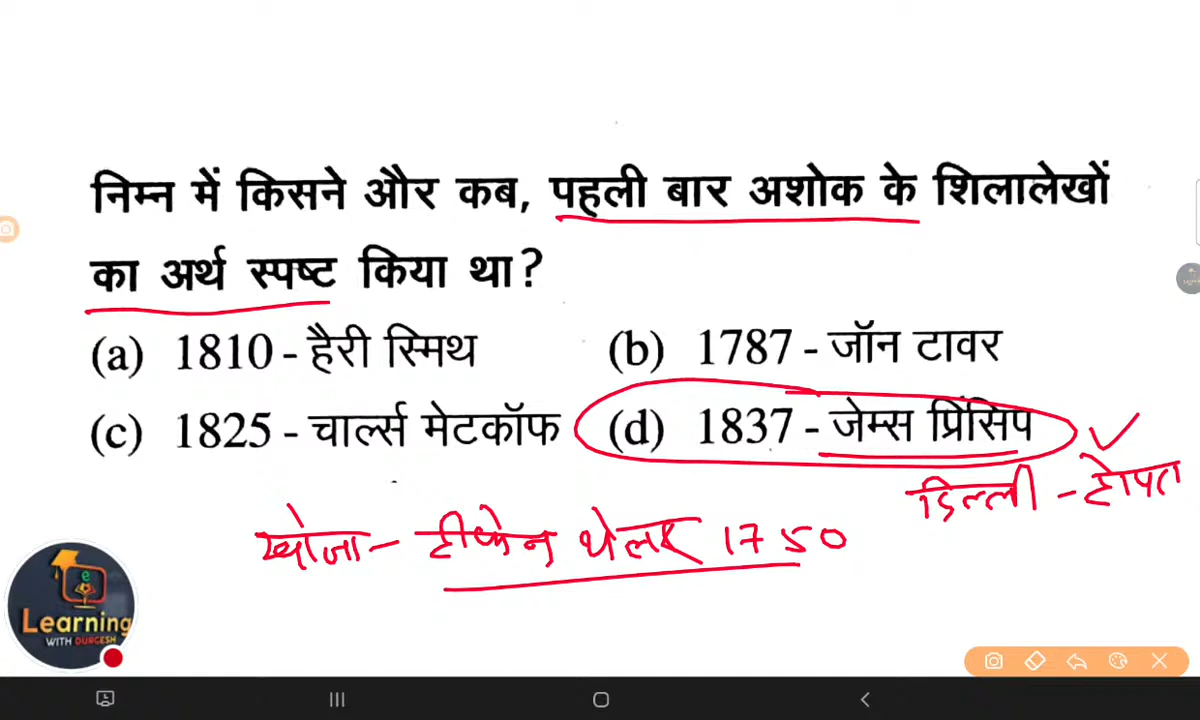 निम्न में किसने और कब, पहली बार अशोक के शिलालेखों
का अर्थ स्पष्ट किया था?
(a) 1810 - हैरी स्मिथ (b) 1787 - जॉन टावर
(c) 1825 - चार्ल्स मेटकॉफ (d) 1837 - जेम्स प्रिंसिप
दिल्ली - टोपरा
खोजा - टीफेन थेलर 1750
e
Learning
WITH DURGESH